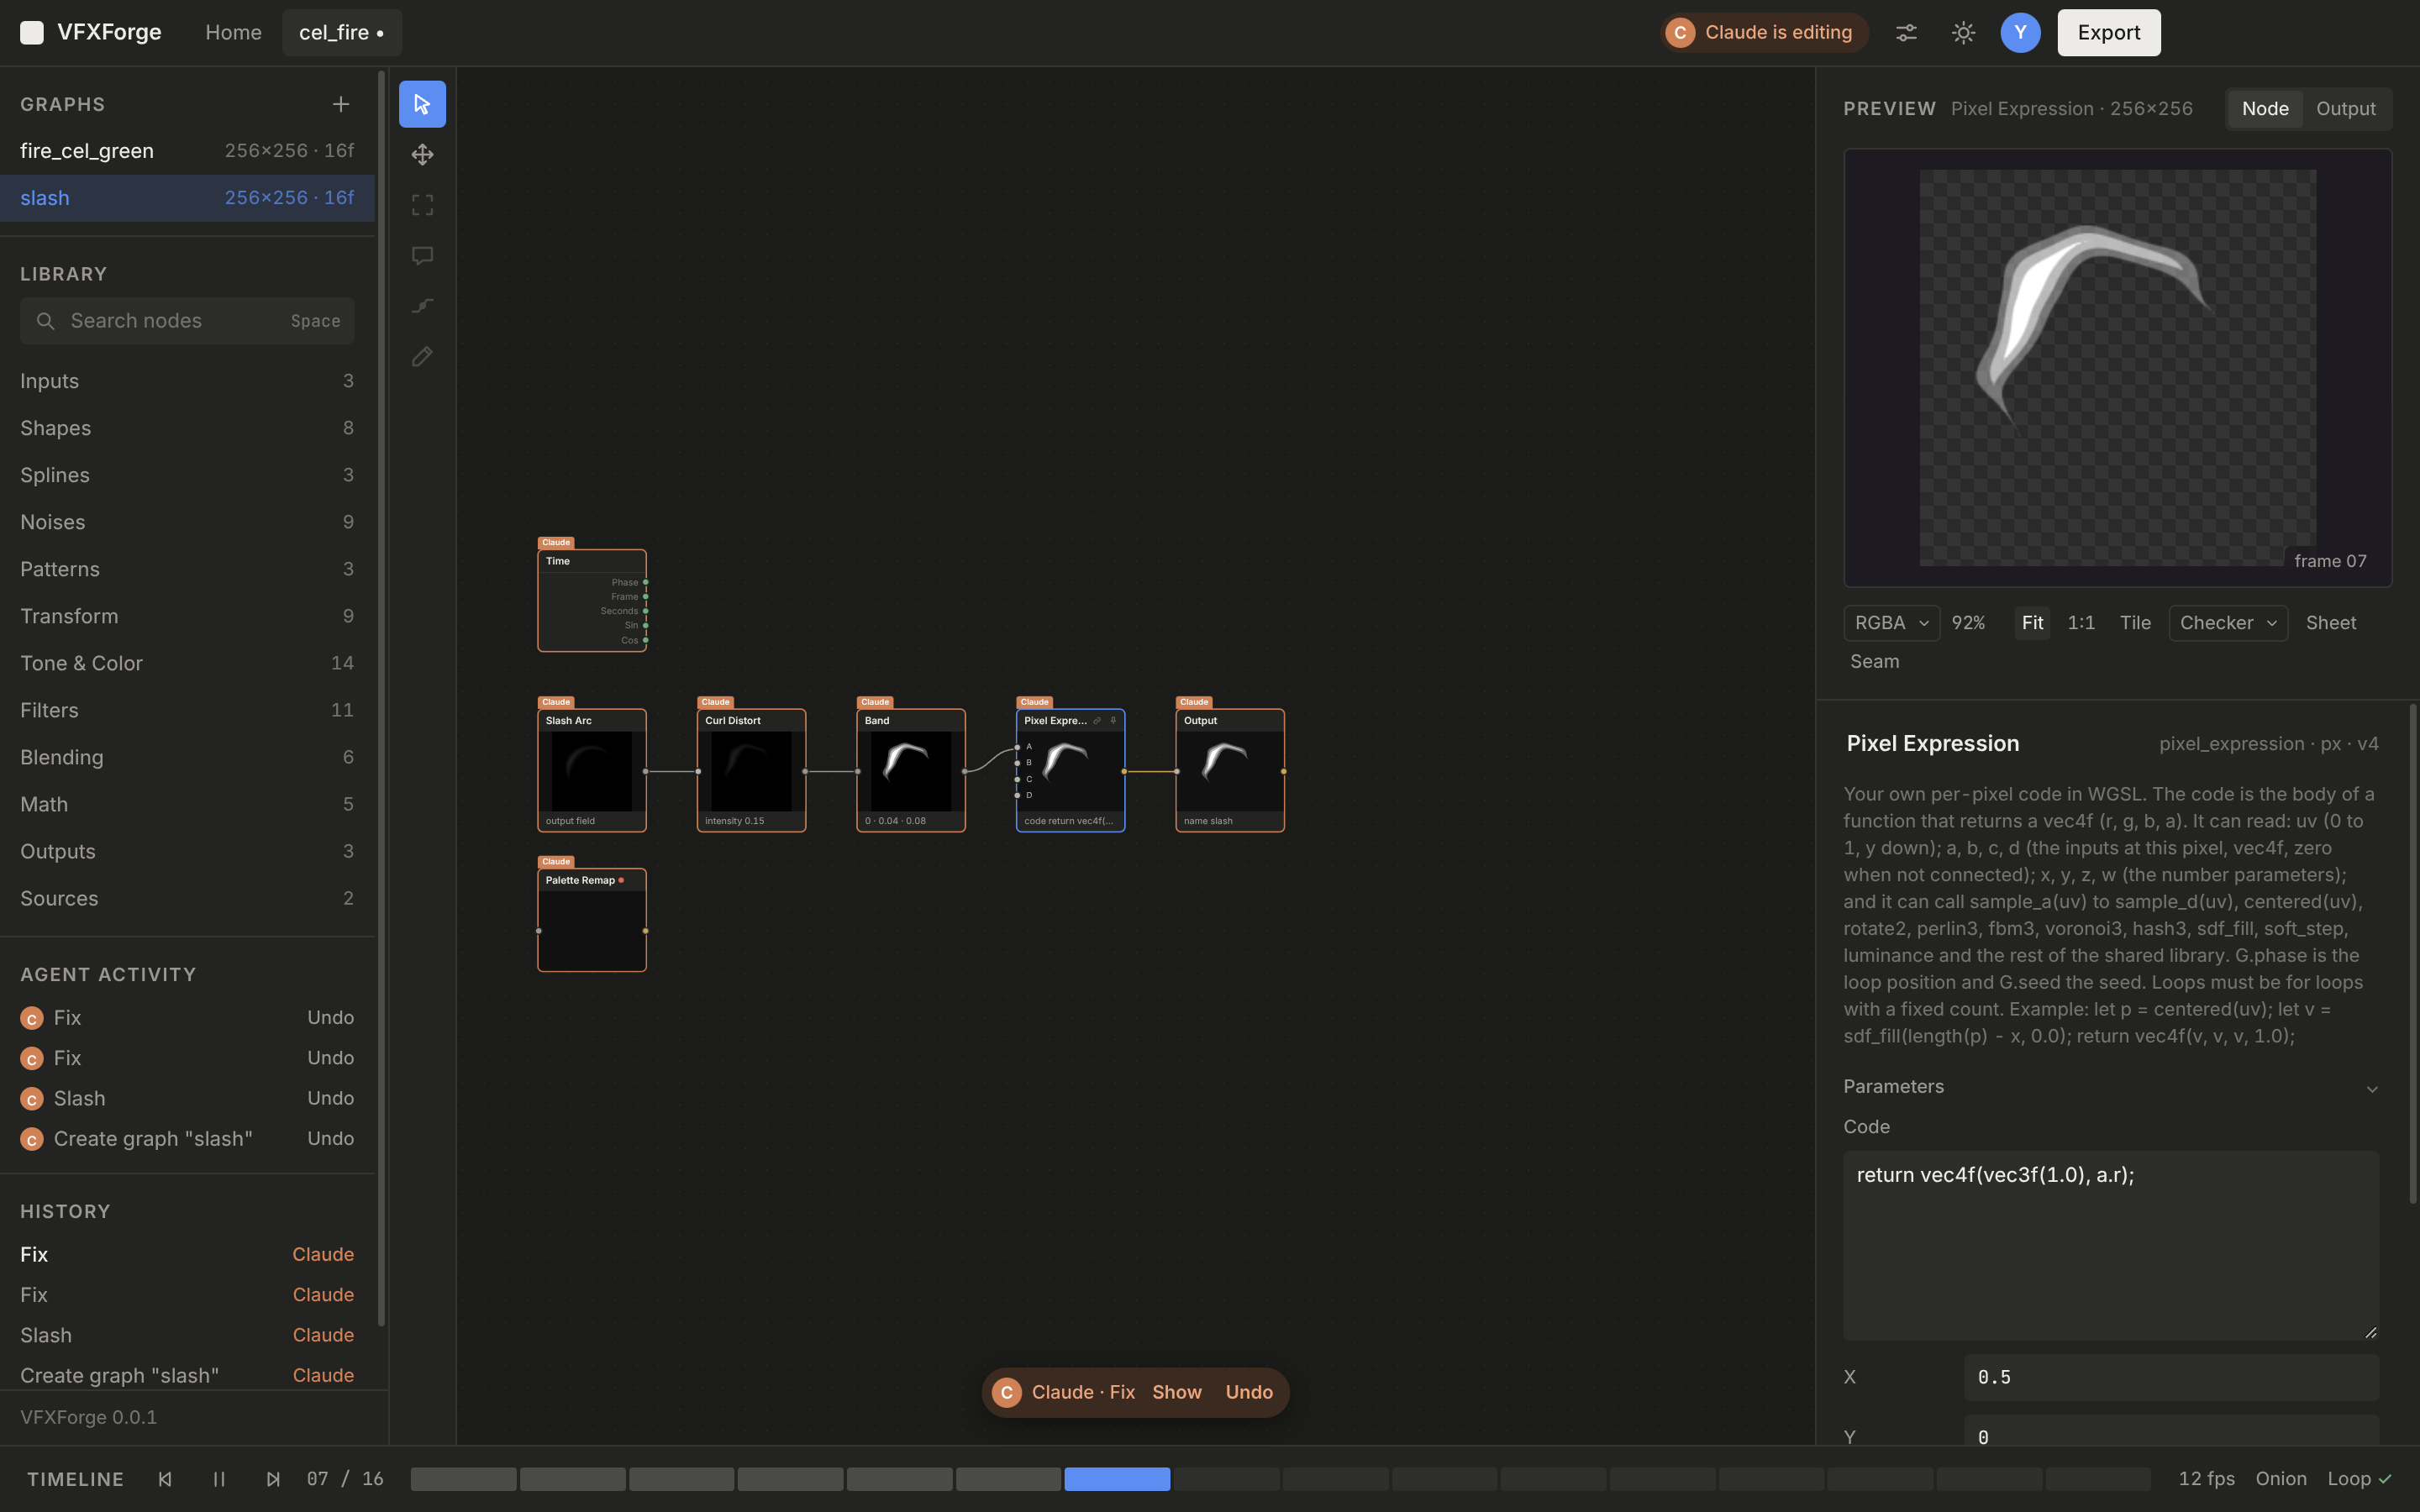 VFXForge Home cel_fire •
C Claude is editing Y Export
GRAPHS +
fire_cel_green 256×256 · 16f
slash 256×256 · 16f
LIBRARY
Search nodes Space
Inputs 3
Shapes 8
Splines 3
Noises 9
Patterns 3
Transform 9
Tone & Color 14
Filters 11
Blending 6
Math 5
Outputs 3
Sources 2
AGENT ACTIVITY
C Fix Undo
C Fix Undo
C Slash Undo
C Create graph "slash" Undo
HISTORY
Fix Claude
Fix Claude
Slash Claude
Create graph "slash" Claude
VFXForge 0.0.1
Claude
Time
Phase
Frame
Seconds
Sin
Cos
Claude
Slash Arc
output field
Claude
Curl Distort
intensity 0.15
Claude
Band
0 · 0.04 · 0.08
Claude
Pixel Expre...
A
B
C
D
code return vec4f(...
Claude
Output
name slash
Claude
Palette Remap
C Claude · Fix Show Undo
PREVIEW Pixel Expression · 256×256 Node Output
frame 07
RGBA 92% Fit 1:1 Tile Checker Sheet
Seam
Pixel Expression pixel_expression · px · v4
Your own per-pixel code in WGSL. The code is the body of a
function that returns a vec4f (r, g, b, a). It can read: uv (0 to
1, y down); a, b, c, d (the inputs at this pixel, vec4f, zero
when not connected); x, y, z, w (the number parameters);
and it can call sample_a(uv) to sample_d(uv), centered(uv),
rotate2, perlin3, fbm3, voronoi3, hash3, sdf_fill, soft_step,
luminance and the rest of the shared library. G.phase is the
loop position and G.seed the seed. Loops must be for loops
with a fixed count. Example: let p = centered(uv); let v =
sdf_fill(length(p) - x, 0.0); return vec4f(v, v, v, 1.0);
Parameters
Code
return vec4f(vec3f(1.0), a.r);
X 0.5
Y 0
TIMELINE 07 / 16 12 fps Onion Loop ✓